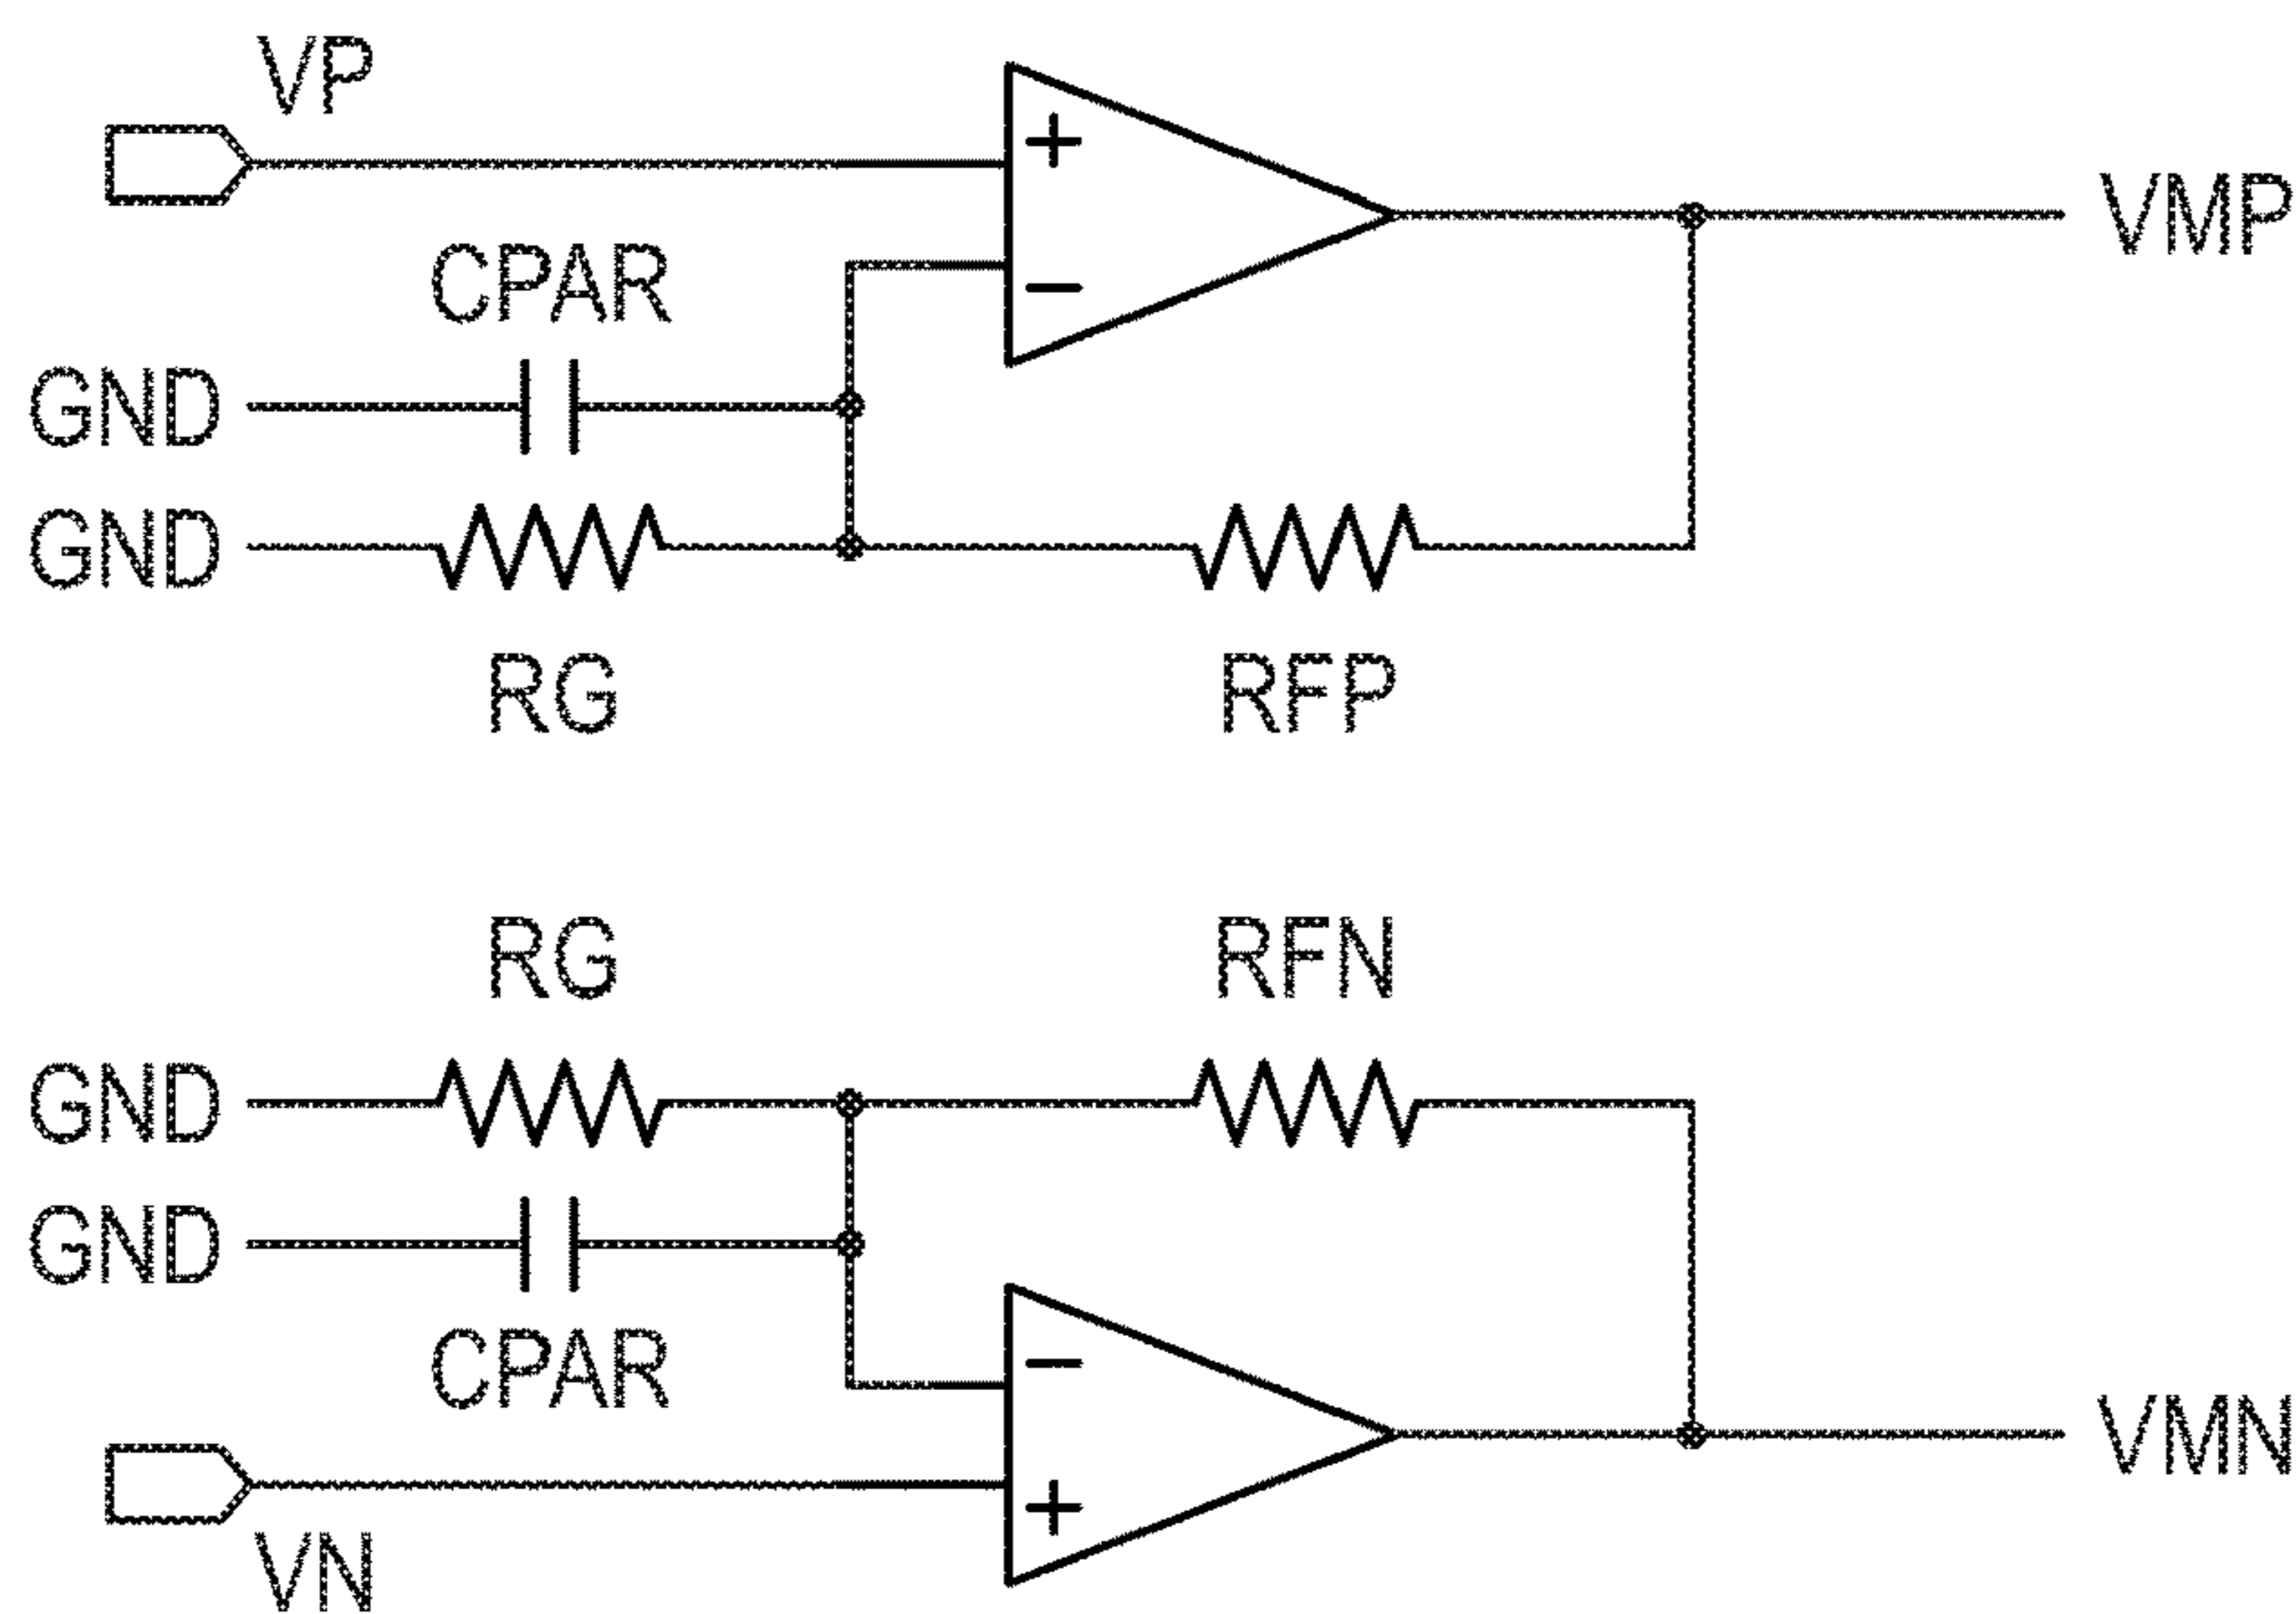 VP
+
VMP
CPAR
−
GND
GND
RG
RFP
RG
RFN
GND
GND
−
CPAR
VMN
+
VN